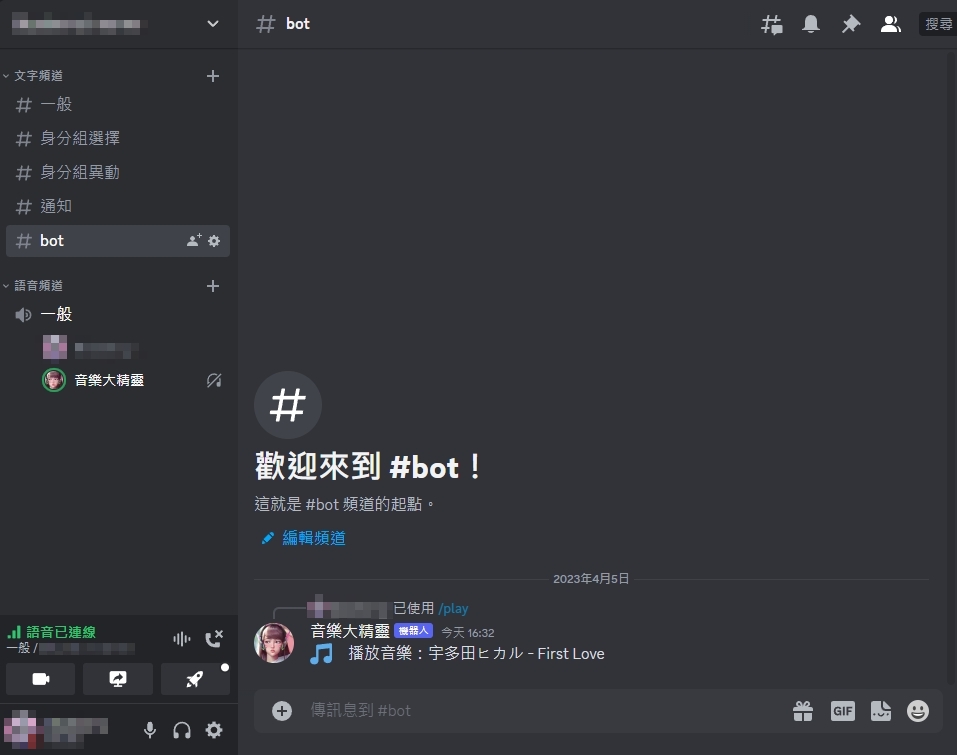 bot
搜尋
文字頻道
一般
身分組選擇
身分組異動
通知
bot
語音頻道
一般
音樂大精靈
歡迎來到 #bot！
這就是 #bot 頻道的起點。
編輯頻道
2023年4月5日
已使用 /play
音樂大精靈 機器人 今天 16:32
播放音樂：宇多田ヒカル - First Love
語音已連線
一般 /
傳訊息到 #bot
GIF